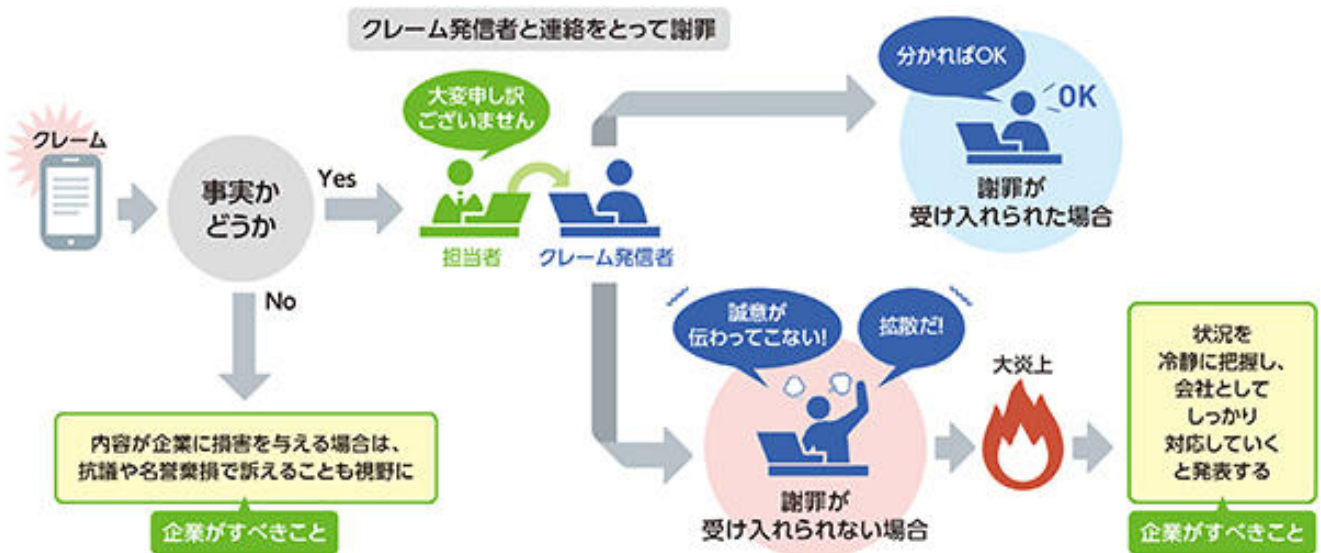 クレーム発信者と連絡をとって謝罪
クレーム
事実か
どうか
Yes
No
大変申し訳
ございません
担当者
クレーム発信者
分かればOK
OK
謝罪が
受け入れられた場合
誠意が
伝わってこない!
拡散だ!
謝罪が
受け入れられない場合
大炎上
状況を
冷静に把握し、
会社として
しっかり
対応していく
と発表する
企業がすべきこと
内容が企業に損害を与える場合は、
抗議や名誉棄損で訴えることも視野に
企業がすべきこと